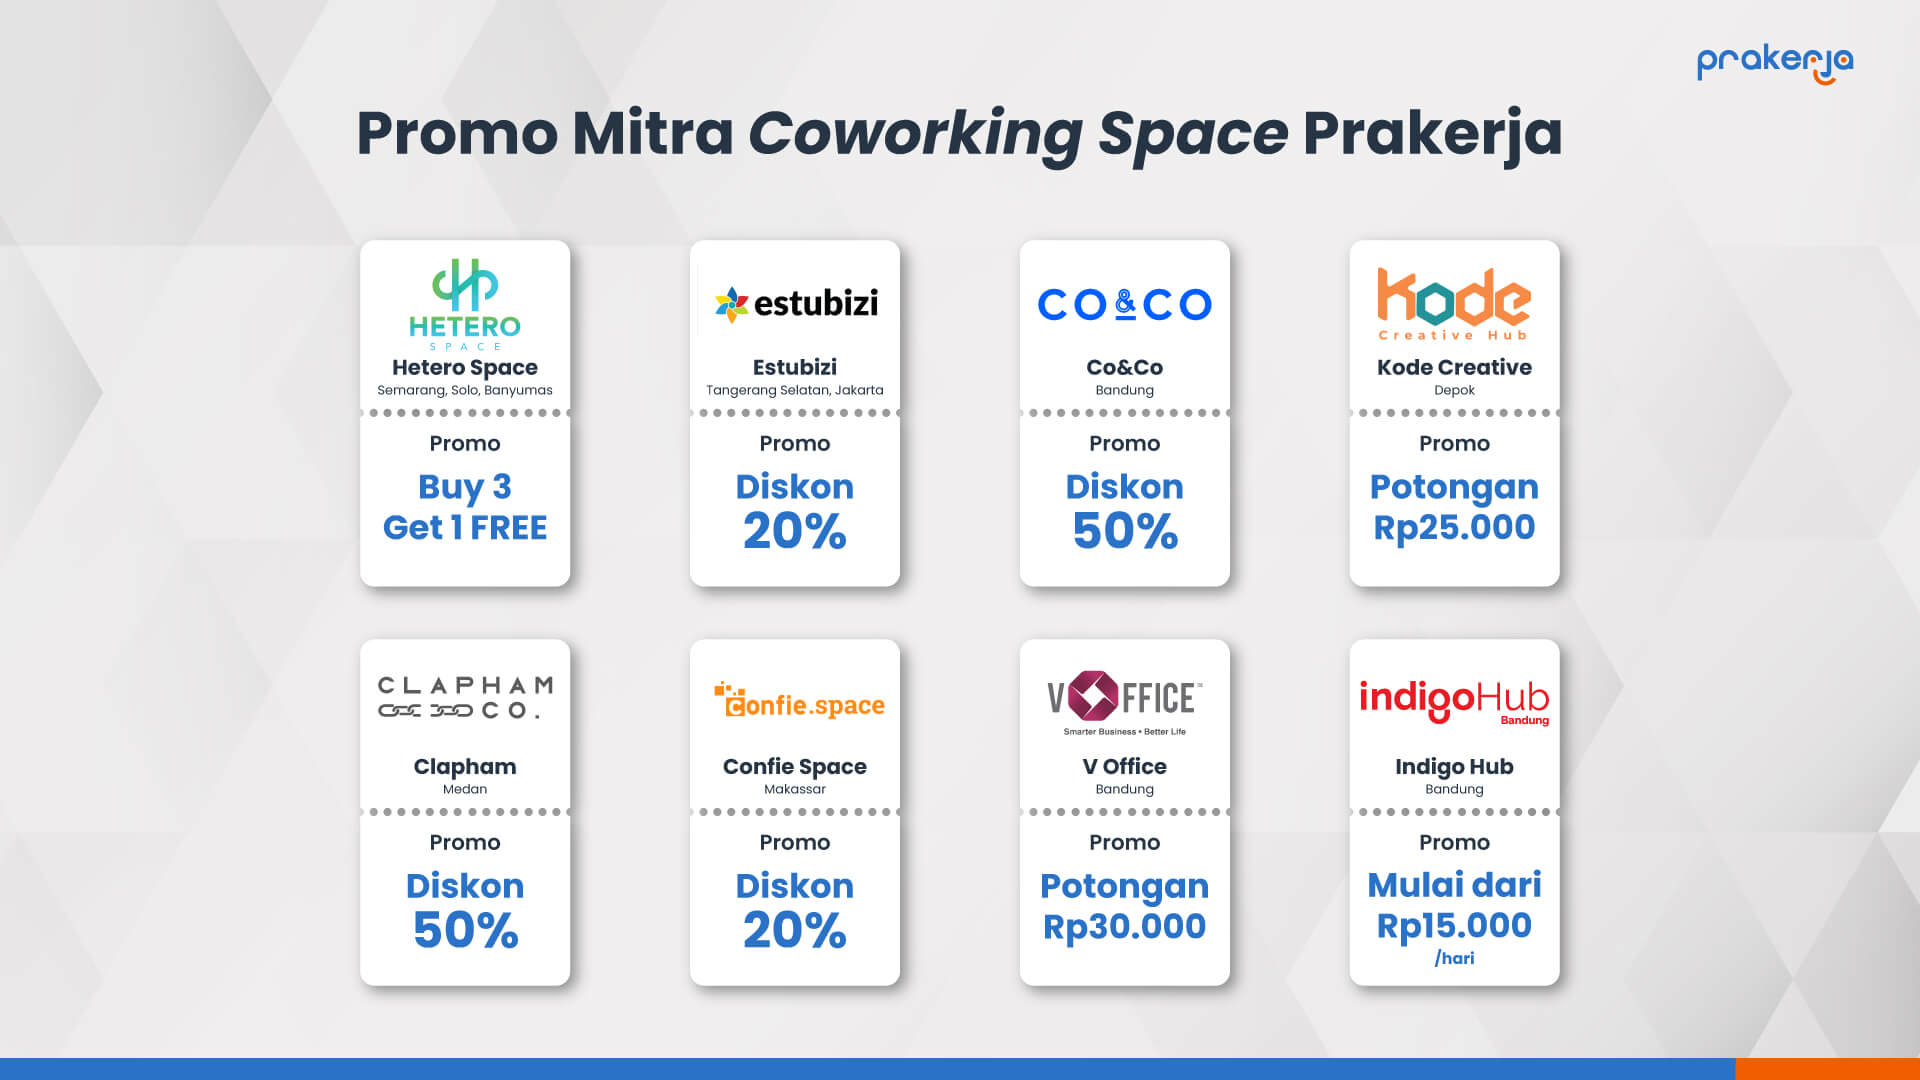 prakerja
Promo Mitra Coworking Space Prakerja
HETERO
SPACE
Hetero Space
Semarang, Solo, Banyumas
Promo
Buy 3
Get 1 FREE
estubizi
Estubizi
Tangerang Selatan, Jakarta
Promo
Diskon
20%
CO&CO
Co&Co
Bandung
Promo
Diskon
50%
Kode
Creative Hub
Kode Creative
Depok
Promo
Potongan
Rp25.000
CLAPHAM
CO.
Clapham
Medan
Promo
Diskon
50%
Confie.space
Confie Space
Makassar
Promo
Diskon
20%
VOFFICE™
Smarter Business • Better Life
V Office
Bandung
Promo
Potongan
Rp30.000
indigoHub
Bandung
Indigo Hub
Bandung
Promo
Mulai dari
Rp15.000
/hari